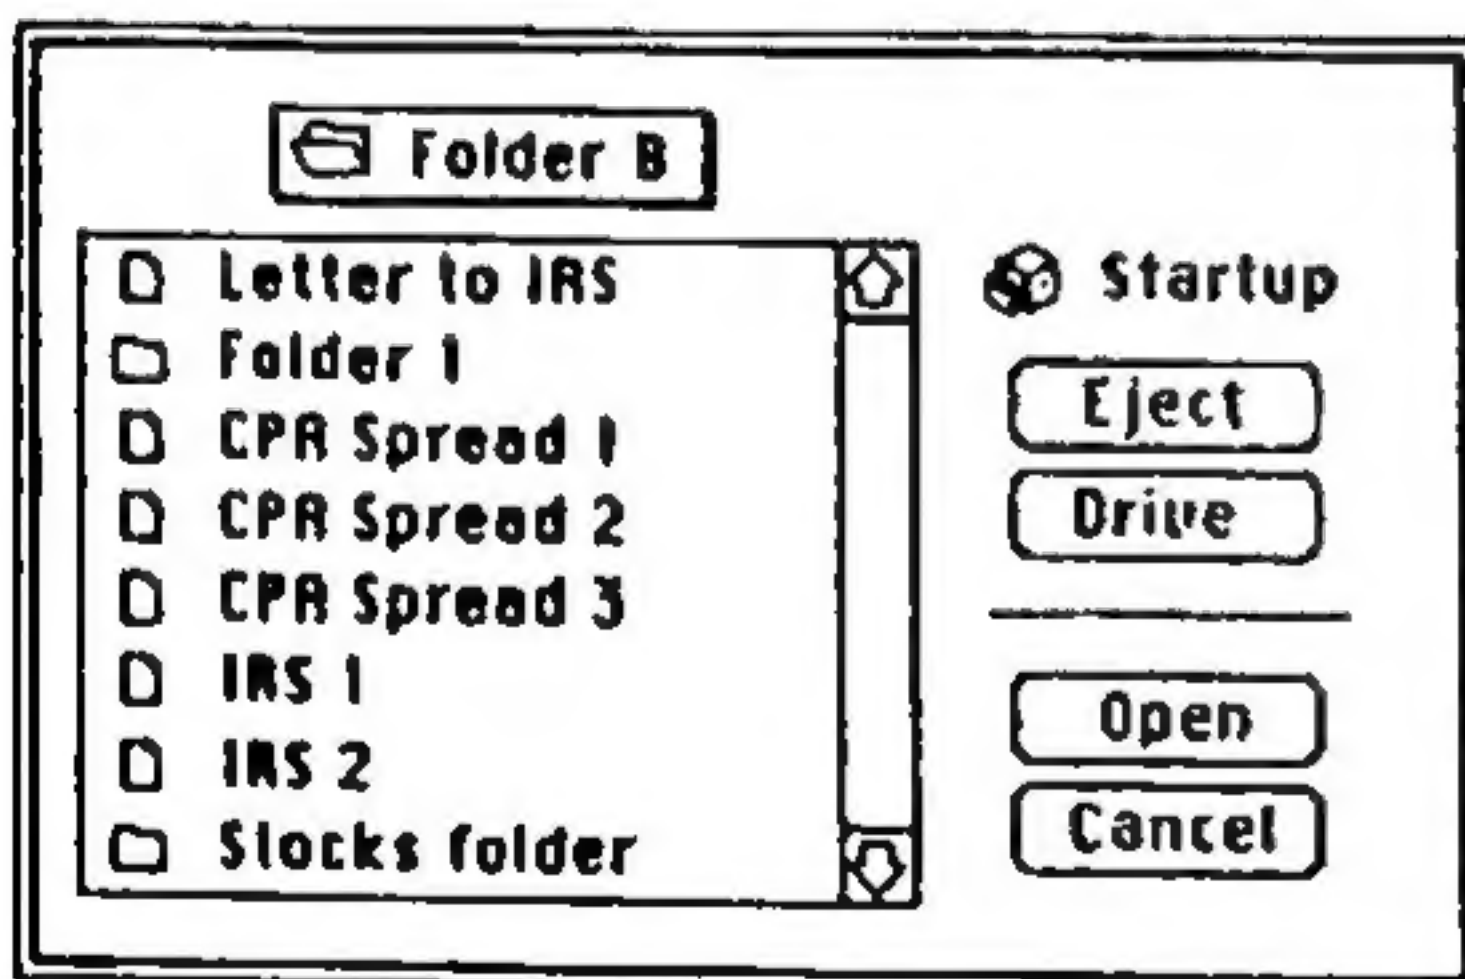 Folder B
Letter to IRS
Folder 1
CPA Spread 1
CPA Spread 2
CPA Spread 3
IRS 1
IRS 2
Stocks folder
Startup
Eject
Drive
Open
Cancel